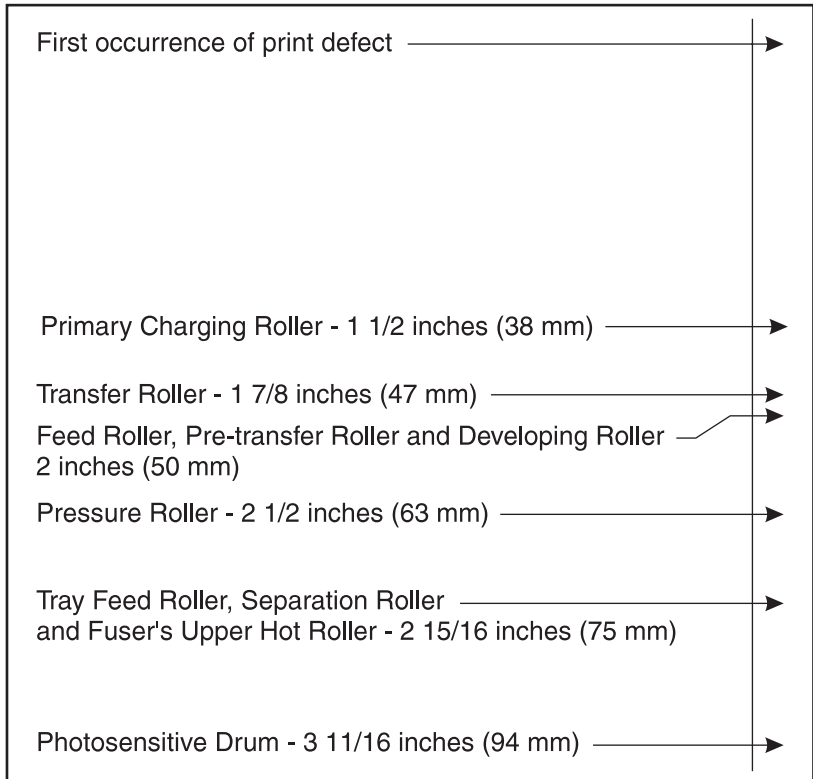 First occurrence of print defect
Primary Charging Roller - 1 1/2 inches (38 mm)
Transfer Roller - 1 7/8 inches (47 mm)
Feed Roller, Pre-transfer Roller and Developing Roller
2 inches (50 mm)
Pressure Roller - 2 1/2 inches (63 mm)
Tray Feed Roller, Separation Roller
and Fuser's Upper Hot Roller - 2 15/16 inches (75 mm)
Photosensitive Drum - 3 11/16 inches (94 mm)